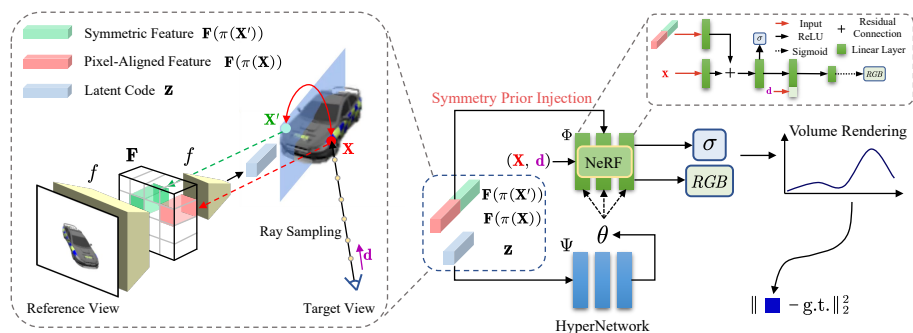 Symmetric Feature 𝐅(π(𝐗′))
Pixel-Aligned Feature 𝐅(π(𝐗))
Latent Code 𝐳
𝐗′
𝐗
𝐅
f
f
Ray Sampling
𝐝
Reference View
Target View
Symmetry Prior Injection
Φ
(𝐗, 𝐝)
NeRF
σ
RGB
𝐅(π(𝐗′))
𝐅(π(𝐗))
𝐳
θ
Ψ
HyperNetwork
Input
ReLU
Sigmoid
+ Residual Connection
Linear Layer
σ
𝐱
+
𝐝
RGB
Volume Rendering
‖ − g.t. ‖₂²